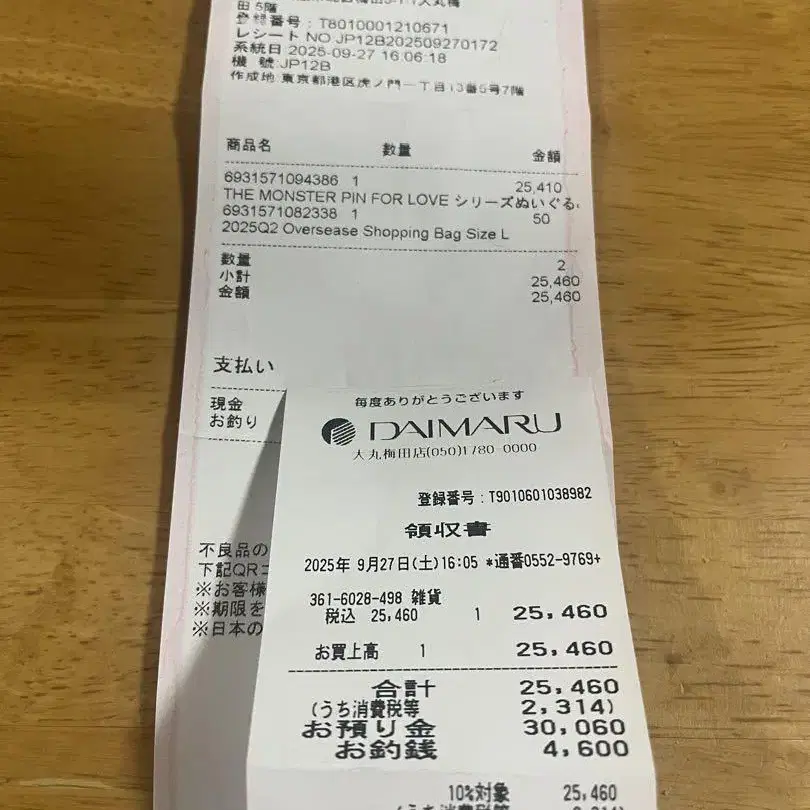 田 5階
登録番号：T8010001210671
レシート NO JP12B202509270172
系統日 2025-09-27 16:06:18
機 號 JP12B
作成地 東京都港区虎ノ門一丁目13番5号7階
商品名 数量 金額
6931571094386 1 25,410
THE MONSTER PIN FOR LOVE シリーズぬいぐる
6931571082338 1 50
2025Q2 Oversease Shopping Bag Size L
数量 2
小計 25,460
金額 25,460
支払い
現金
お釣り
不良品の
下記QR
※お客様
※期限を
※日本の
毎度ありがとうございます
DAIMARU
大丸梅田店(050)1780-0000
登録番号：T9010601038982
領収書
2025年 9月27日(土)16:05 *通番0552-9769+
361-6028-498 雑貨
税込 25,460 1 25,460
お買上高 1 25,460
合計 25,460
(うち消費税等 2,314)
お預り金 30,060
お釣銭 4,600
10%対象 25,460